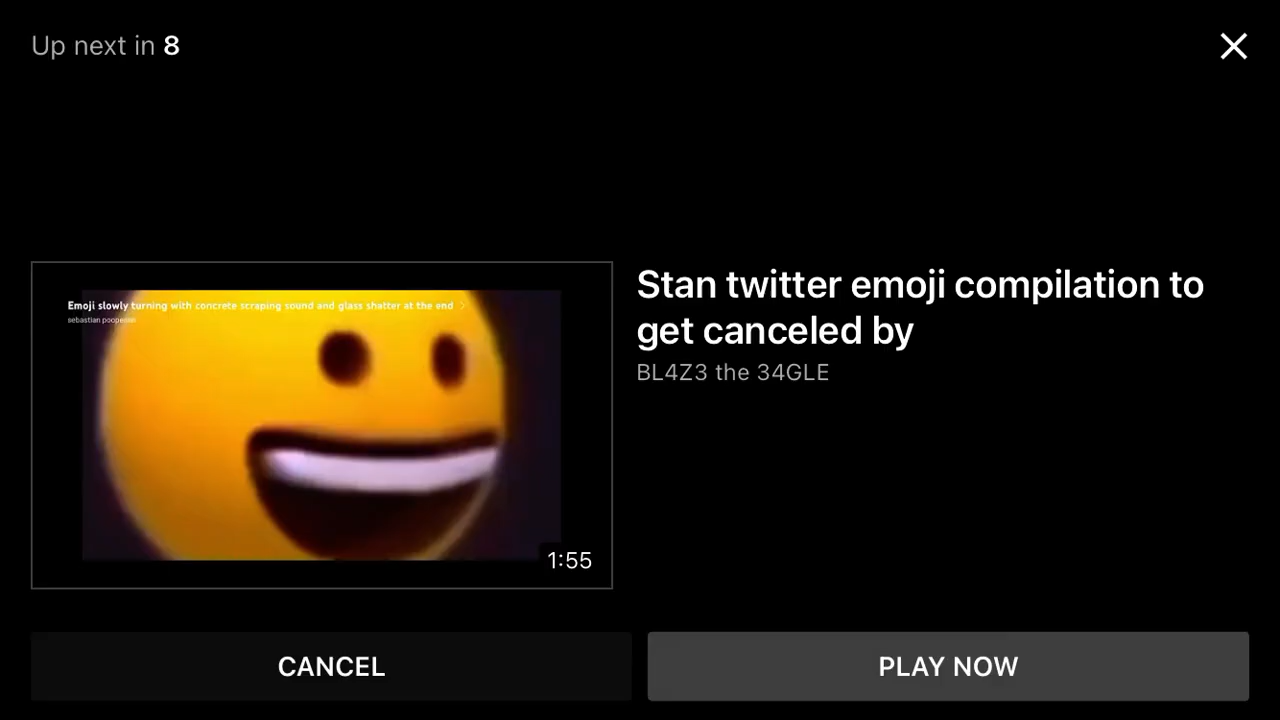 Up next in 8
Emoji slowly turning with concrete scraping sound and glass shatter at the end
sebastian
1:55
Stan twitter emoji compilation to
get canceled by
BL4Z3 the 34GLE
CANCEL
PLAY NOW